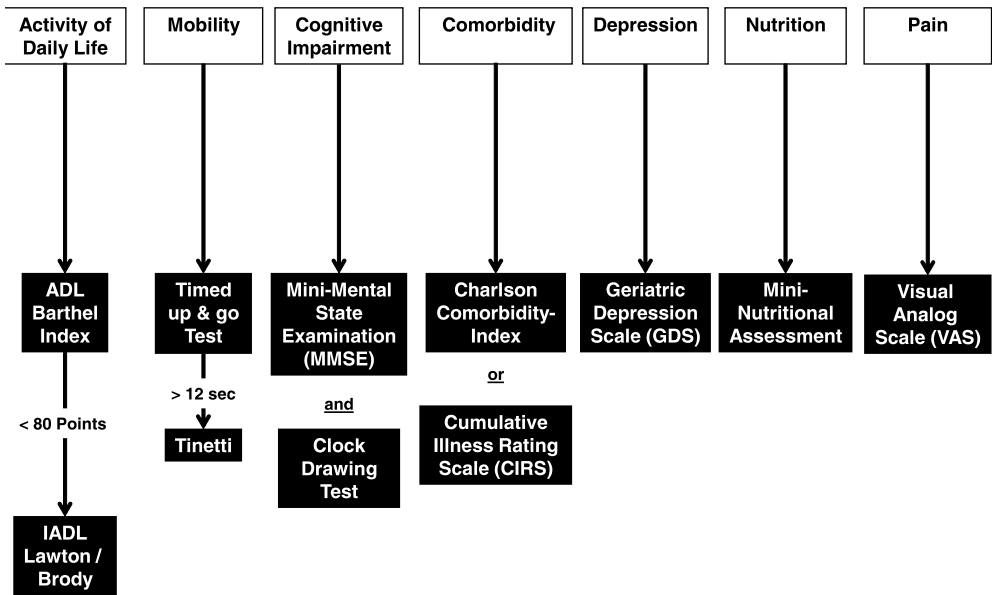 Activity of
Daily Life
Mobility
Cognitive
Impairment
Comorbidity
Depression
Nutrition
Pain
ADL
Barthel
Index
Timed
up & go
Test
Mini-Mental
State
Examination
(MMSE)
Charlson
Comorbidity-
Index
Geriatric
Depression
Scale (GDS)
Mini-
Nutritional
Assessment
Visual
Analog
Scale (VAS)
< 80 Points
> 12 sec
and
or
Tinetti
Clock
Drawing
Test
Cumulative
Illness Rating
Scale (CIRS)
IADL
Lawton /
Brody